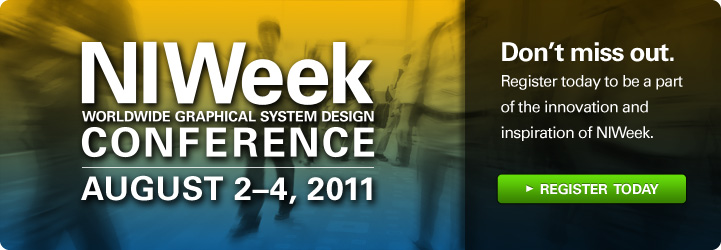 NIWeek
WORLDWIDE GRAPHICAL SYSTEM DESIGN
CONFERENCE
AUGUST 2–4, 2011
Don't miss out.
Register today to be a part
of the innovation and
inspiration of NIWeek.
REGISTER TODAY